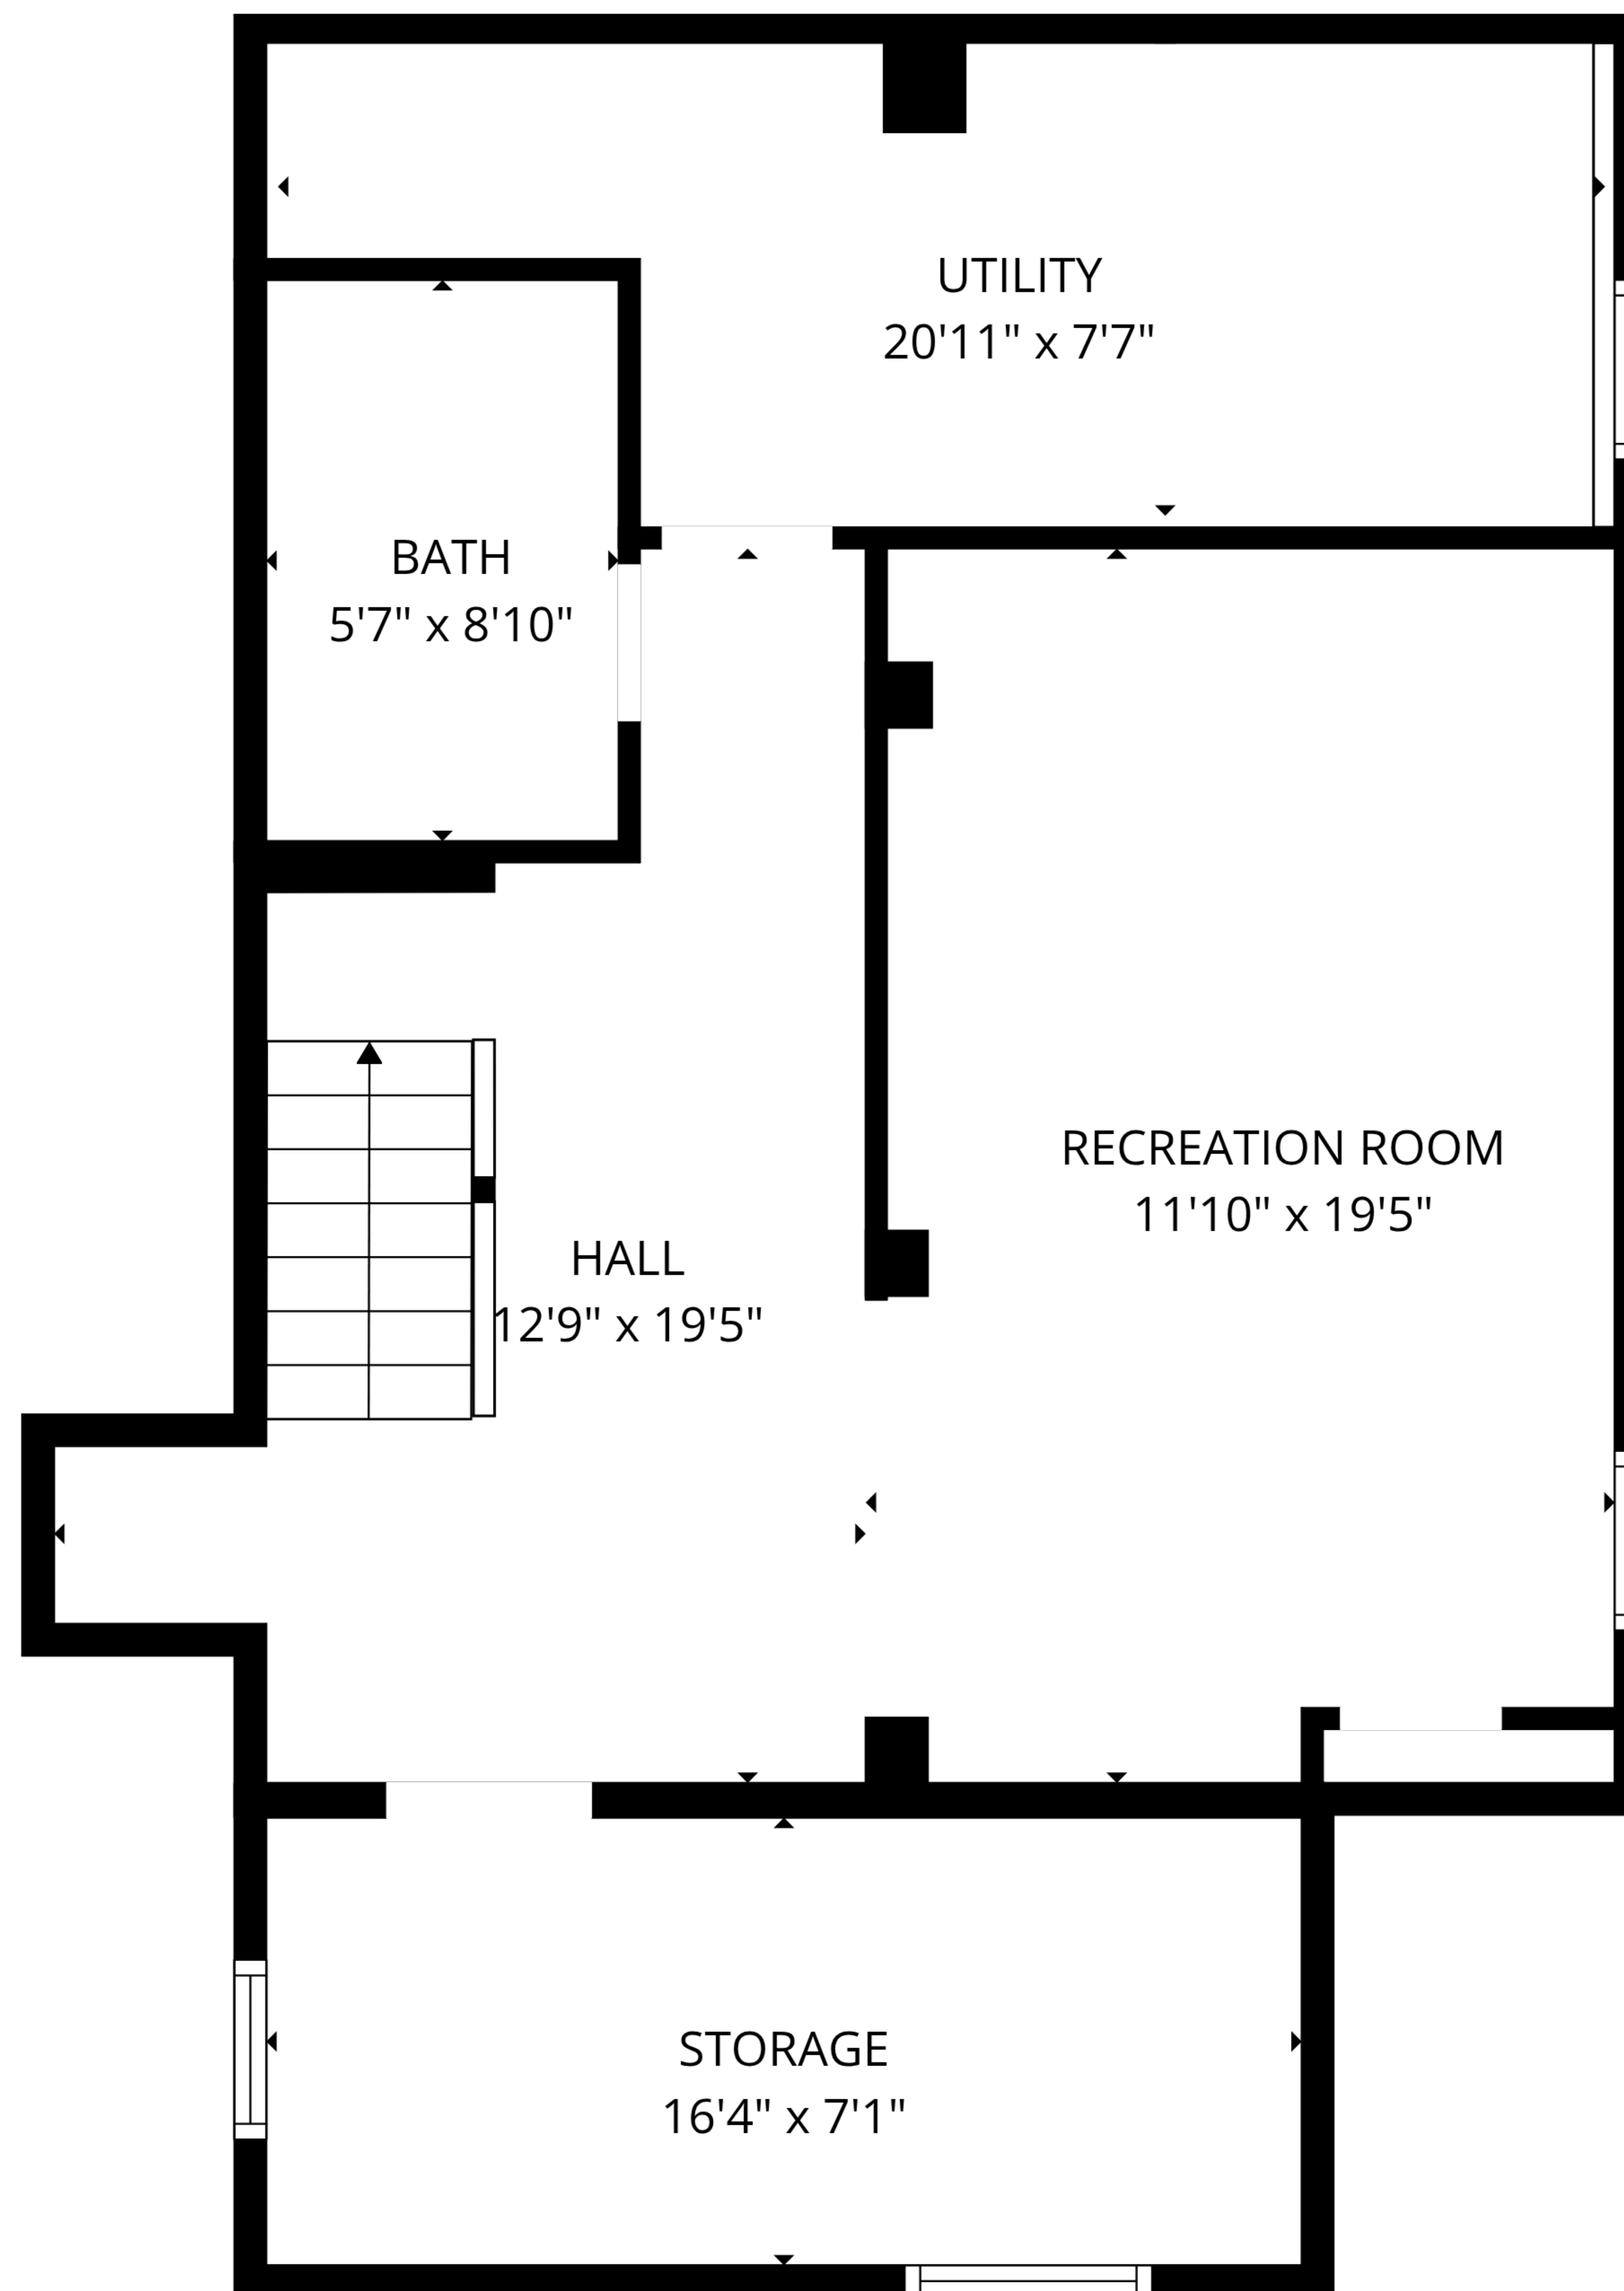 UTILITY
20'11" x 7'7"
BATH
5'7" x 8'10"
RECREATION ROOM
11'10" x 19'5"
HALL
12'9" x 19'5"
STORAGE
16'4" x 7'1"